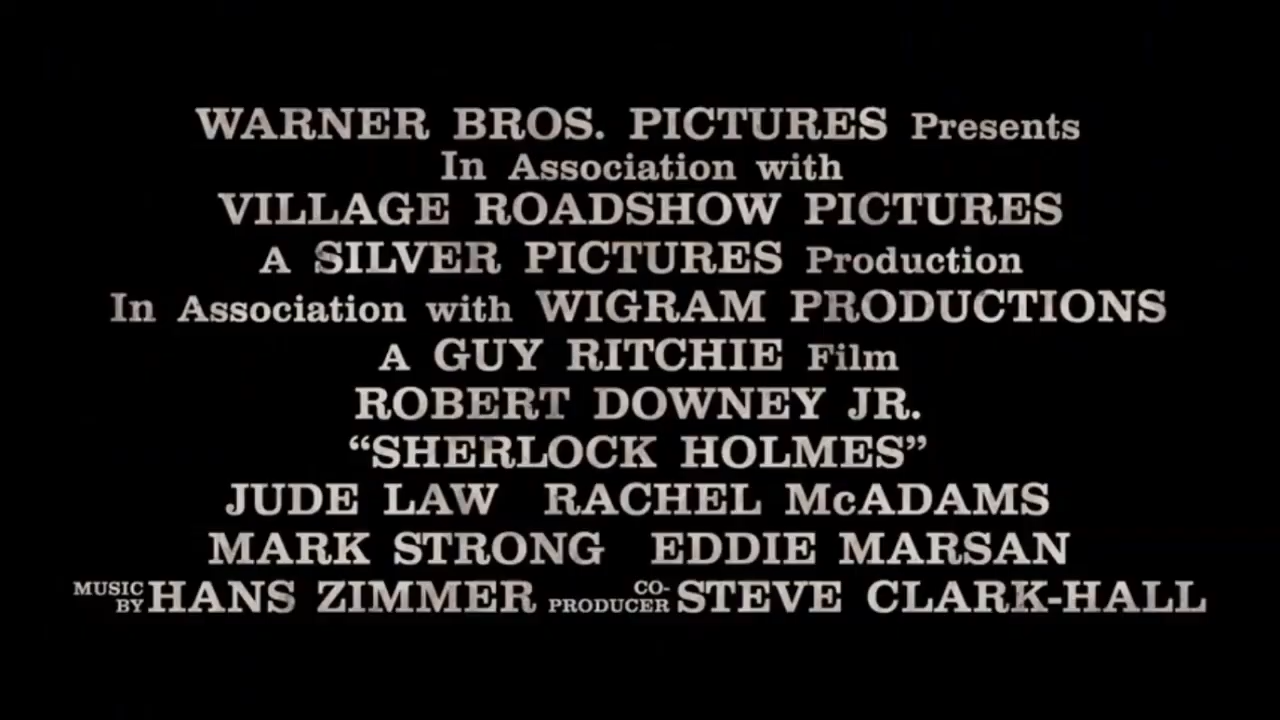 WARNER BROS. PICTURES Presents
In Association with
VILLAGE ROADSHOW PICTURES
A SILVER PICTURES Production
In Association with WIGRAM PRODUCTIONS
A GUY RITCHIE Film
ROBERT DOWNEY JR.
“SHERLOCK HOLMES”
JUDE LAW RACHEL McADAMS
MARK STRONG EDDIE MARSAN
MUSIC BY HANS ZIMMER CO-PRODUCER STEVE CLARK-HALL